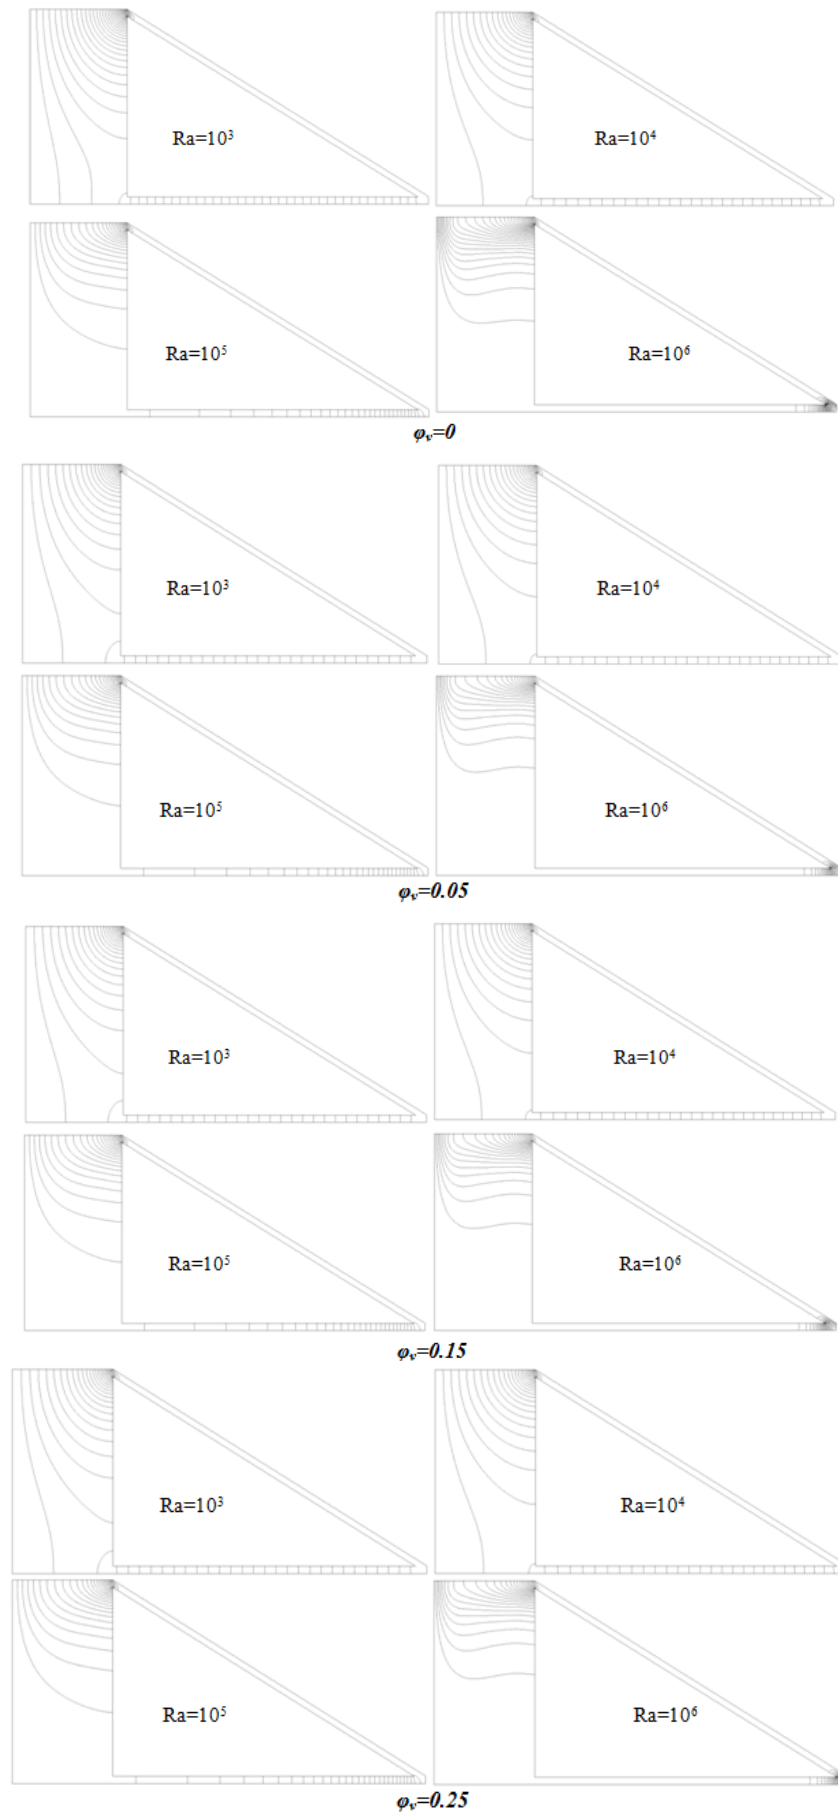 Ra=10³ Ra=10⁴
Ra=10⁵ Ra=10⁶
φᵥ=0
Ra=10³ Ra=10⁴
Ra=10⁵ Ra=10⁶
φᵥ=0.05
Ra=10³ Ra=10⁴
Ra=10⁵ Ra=10⁶
φᵥ=0.15
Ra=10³ Ra=10⁴
Ra=10⁵ Ra=10⁶
φᵥ=0.25